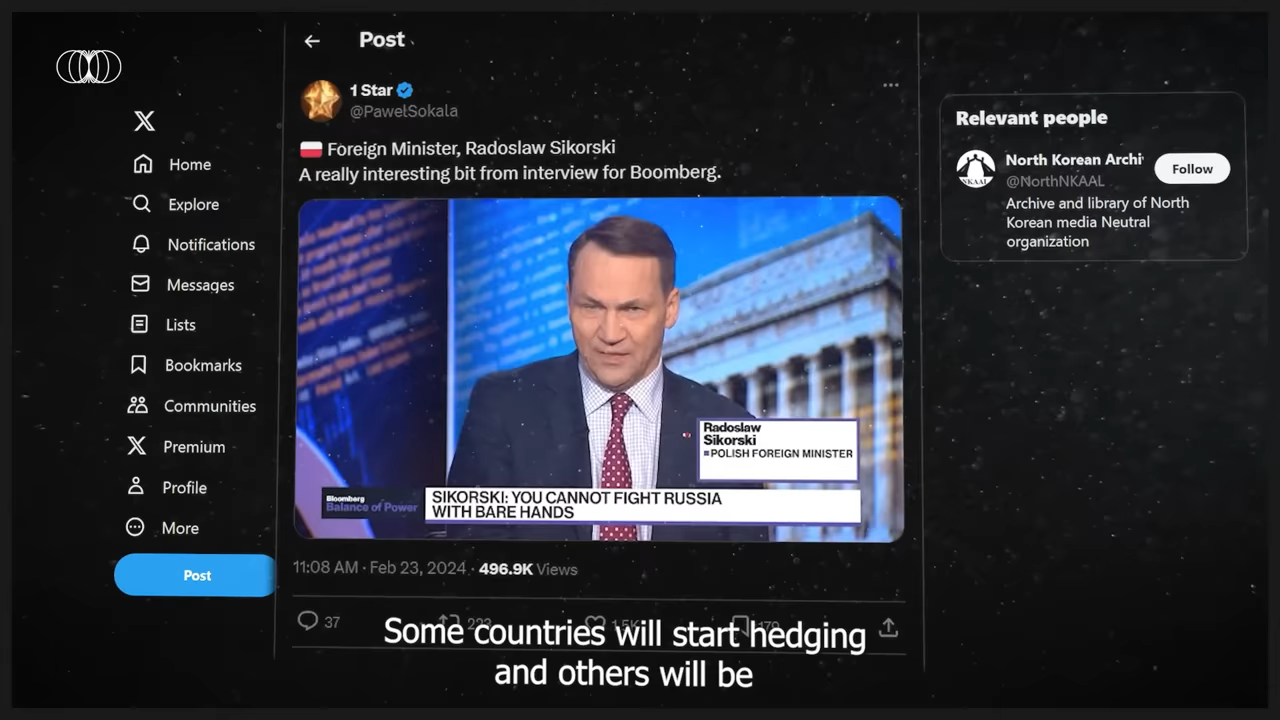 Post
1 Star
@PawełSokala
Foreign Minister, Radoslaw Sikorski
A really interesting bit from interview for Boomberg.
Home
Explore
Notifications
Messages
Lists
Bookmarks
Communities
Premium
Profile
More
Post
Radoslaw
Sikorski
POLISH FOREIGN MINISTER
Bloomberg
Balance of Power
SIKORSKI: YOU CANNOT FIGHT RUSSIA
WITH BARE HANDS
11:08 AM · Feb 23, 2024 · 496.9K Views
37
Some countries will start hedging
and others will be
Relevant people
North Korean Archi
@NorthNKAAL
Follow
Archive and library of North
Korean media Neutral
organization
NKAAL